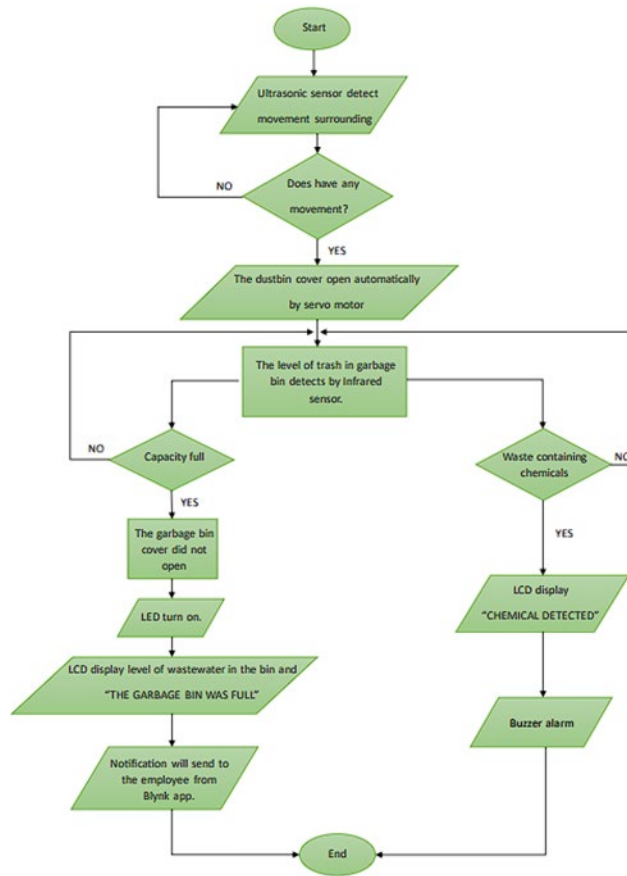 Start
Ultrasonic sensor detect
movement surrounding
NO
Does have any
movement?
YES
The dustbin cover open automatically
by servo motor
The level of trash in garbage
bin detects by Infrared
sensor.
NO
Capacity full
Waste containing
chemicals
NO
YES
YES
The garbage bin
cover did not
open
LED turn on.
LCD display
"CHEMICAL DETECTED"
LCD display level of wastewater in the bin and
"THE GARBAGE BIN WAS FULL"
Buzzer alarm
Notification will send to
the employee from
Blynk app.
End